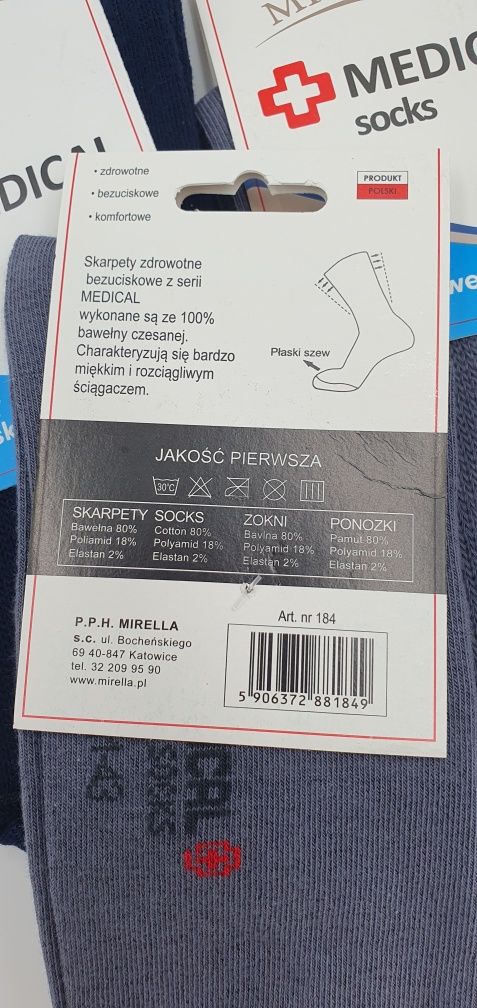 MEDICAL
MEDIC
socks
• zdrowotne
• bezuciskowe
• komfortowe
PRODUKT
POLSKI
Skarpety zdrowotne
bezuciskowe z serii
MEDICAL
wykonane są ze 100%
bawełny czesanej.
Charakteryzują się bardzo
miękkim i rozciągliwym
ściągaczem.
Płaski szew
JAKOŚĆ PIERWSZA
30°C
SKARPETY
Bawełna 80%
Poliamid 18%
Elastan 2%
SOCKS
Cotton 80%
Polyamid 18%
Elastan 2%
ZOKNI
Bavlna 80%
Polyamid 18%
Elastan 2%
PONOZKI
Pamut 80%
Polyamid 18%
Elastan 2%
P.P.H. MIRELLA
s.c. ul. Bocheńskiego
69 40-847 Katowice
tel. 32 209 95 90
www.mirella.pl
Art. nr 184
5 906372 881849